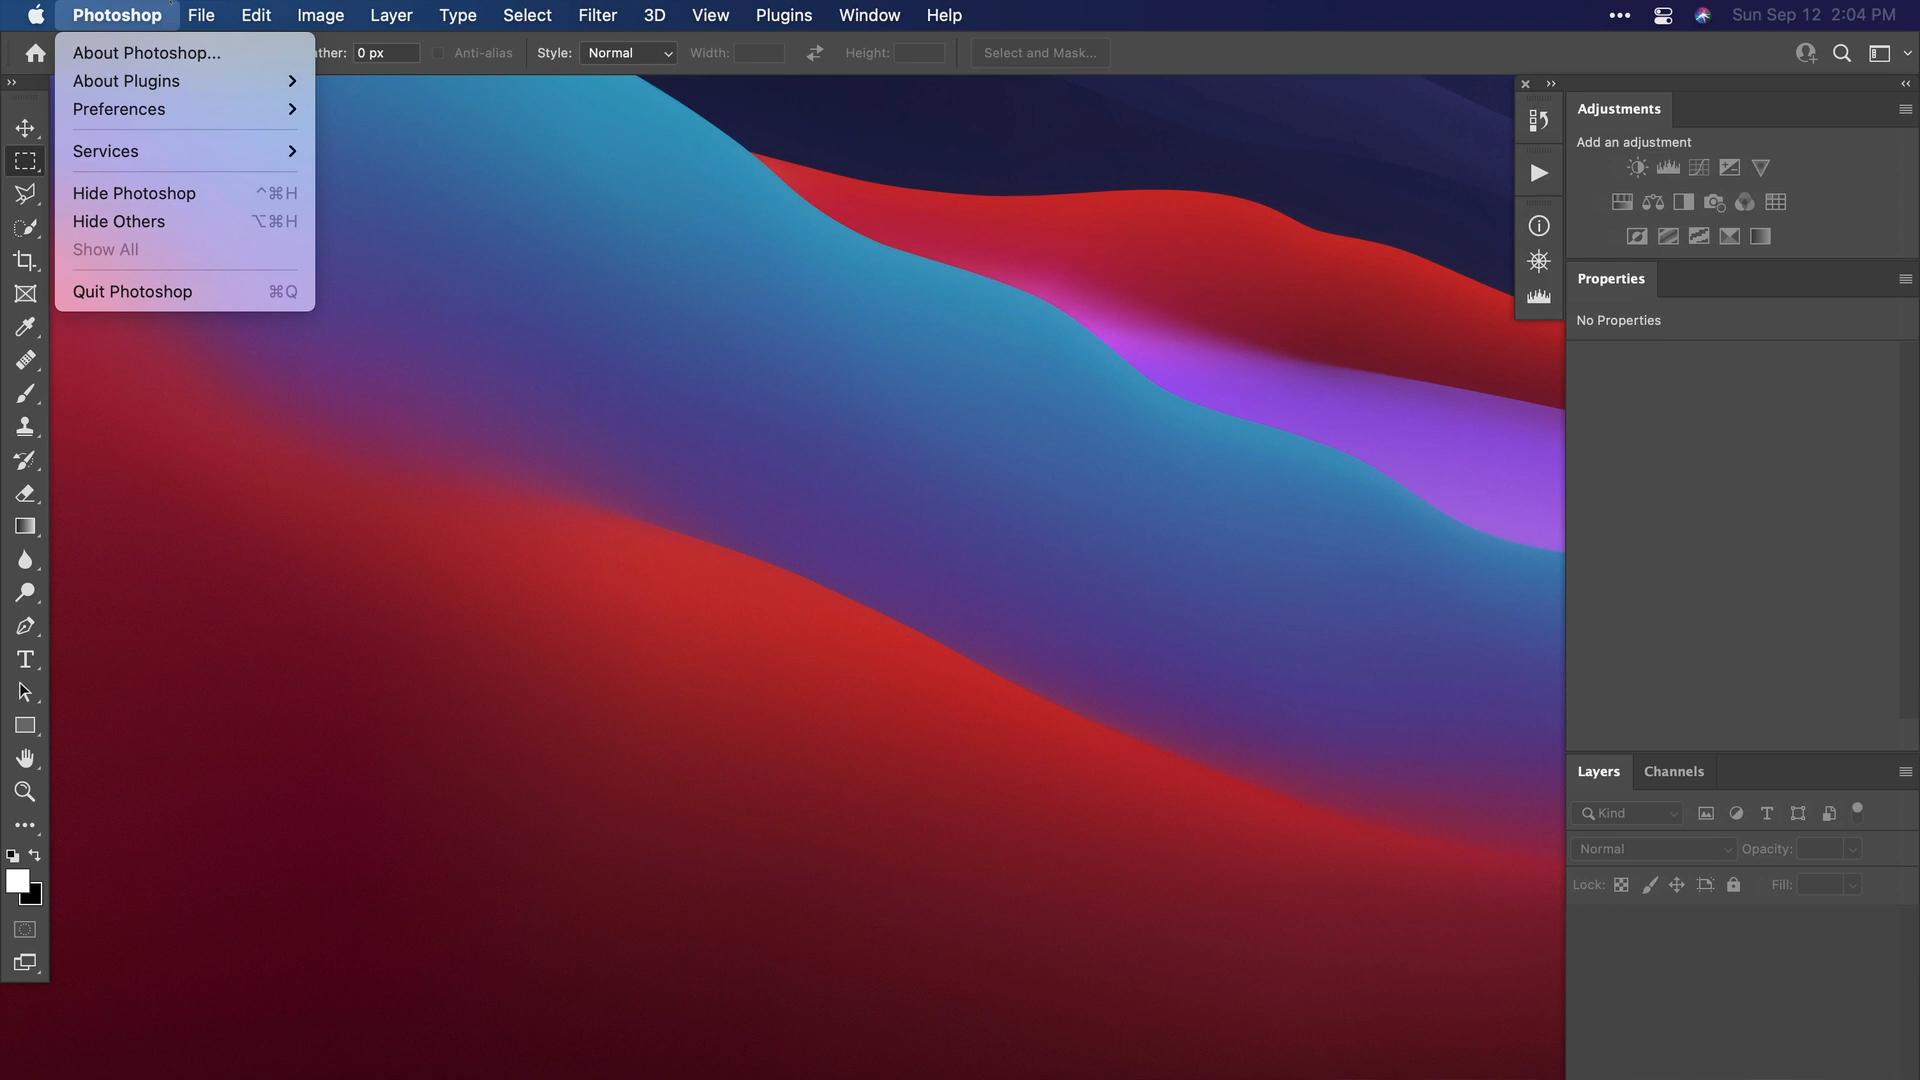 Photoshop File Edit Image Layer Type Select Filter 3D View Plugins Window Help Sun Sep 12 2:04 PM
ther: 0 px Anti-alias Style: Normal Width: Height: Select and Mask...
About Photoshop...
About Plugins
Preferences
Services
Hide Photoshop ^⌘H
Hide Others ⌥⌘H
Show All
Quit Photoshop ⌘Q
Adjustments
Add an adjustment
Properties
No Properties
Layers Channels
Kind
Normal Opacity:
Lock: Fill: